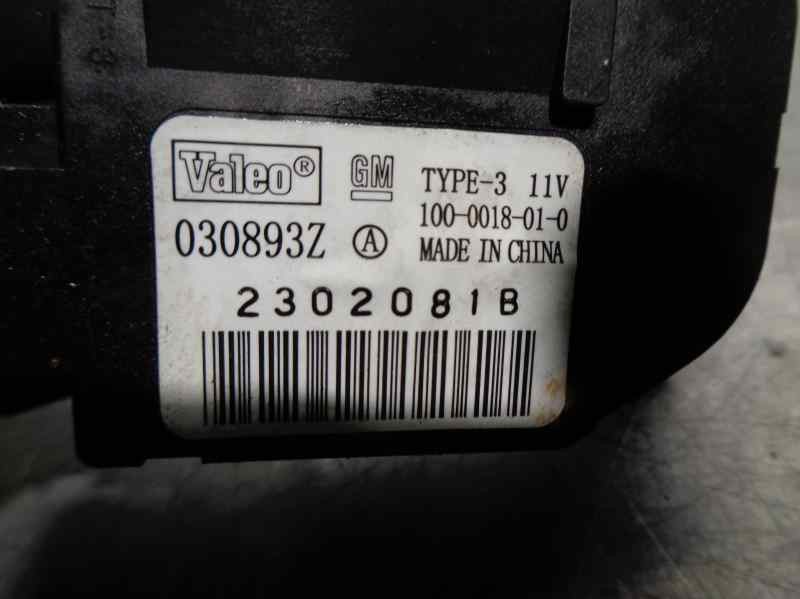 Valeo®
GM
TYPE-3 11V
100-0018-01-0
030893Z Ⓐ
MADE IN CHINA
2302081B